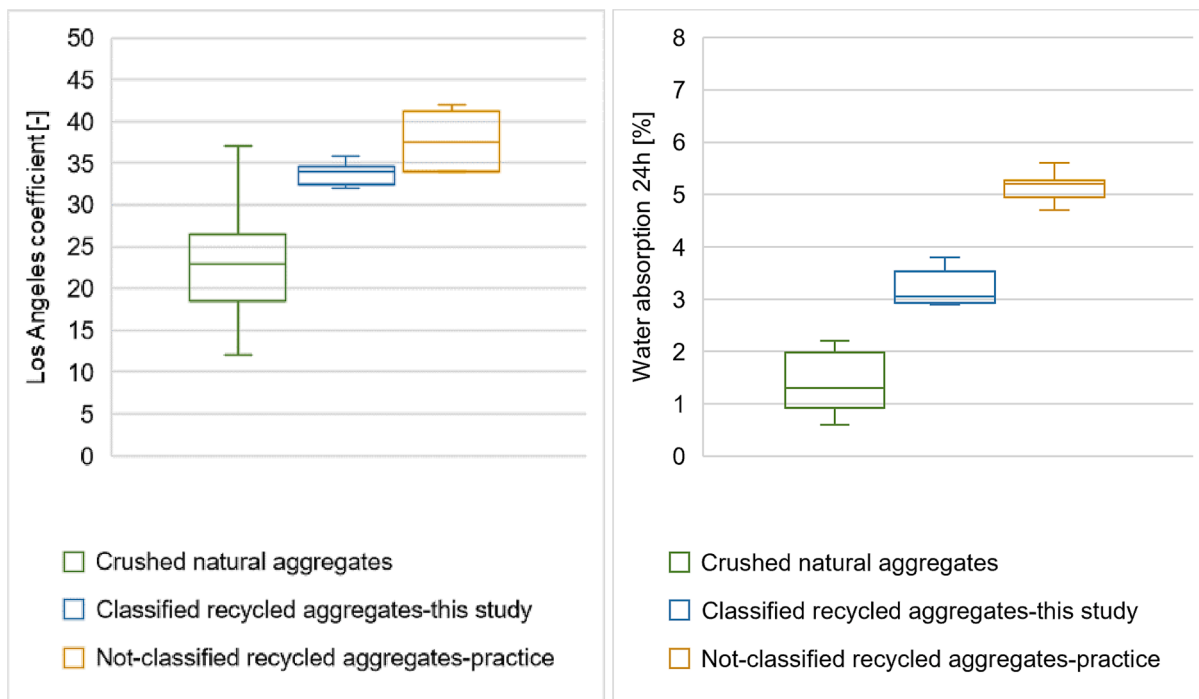 Los Angeles coefficient [-]
50
45
40
35
30
25
20
15
10
5
0
Crushed natural aggregates
Classified recycled aggregates-this study
Not-classified recycled aggregates-practice
Water absorption 24h [%]
8
7
6
5
4
3
2
1
0
Crushed natural aggregates
Classified recycled aggregates-this study
Not-classified recycled aggregates-practice